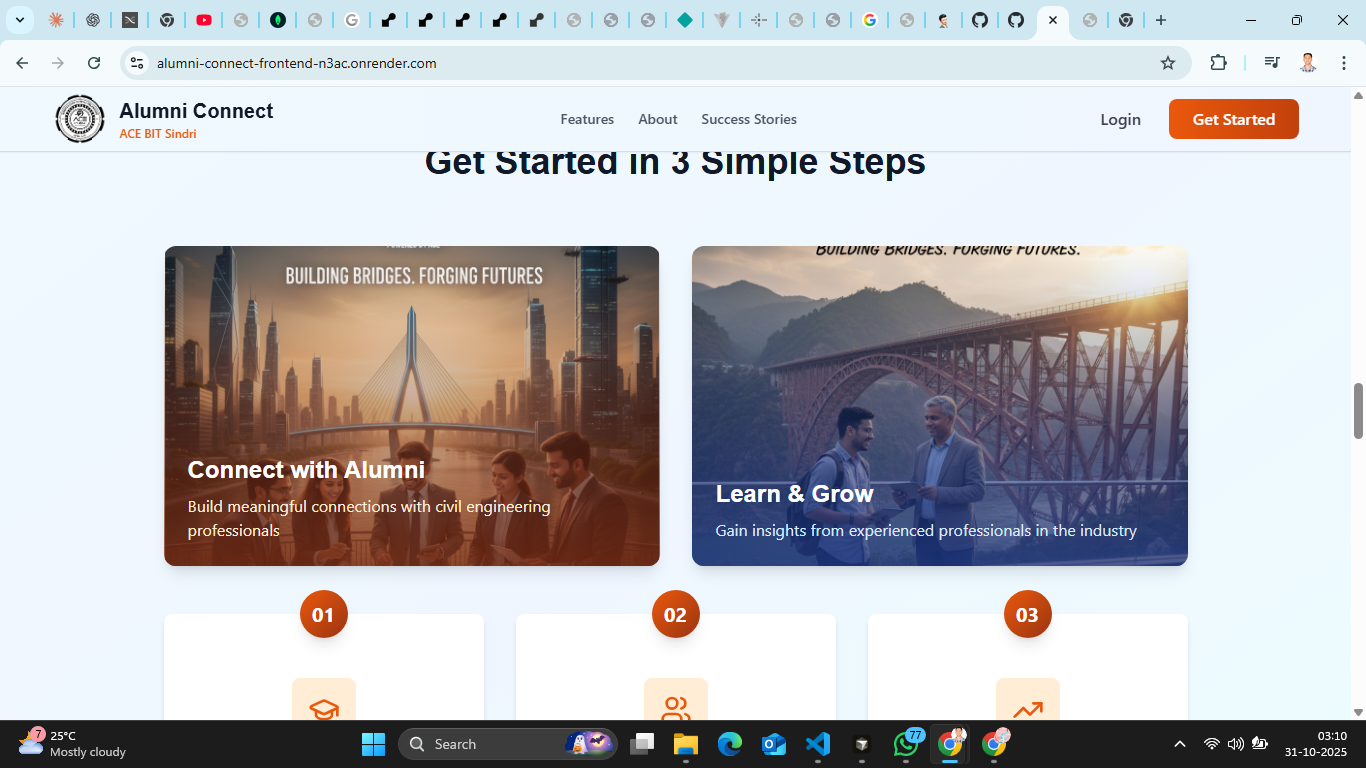 alumni-connect-frontend-n3ac.onrender.com
Alumni Connect
ACE BIT Sindri
Features
About
Success Stories
Login
Get Started
Get Started in 3 Simple Steps
BUILDING BRIDGES. FORGING FUTURES
Connect with Alumni
Build meaningful connections with civil engineering
professionals
BUILDING BRIDGES. FORGING FUTURES.
Learn & Grow
Gain insights from experienced professionals in the industry
01
02
03
7
25°C
Mostly cloudy
Search
77
03:10
31-10-2025